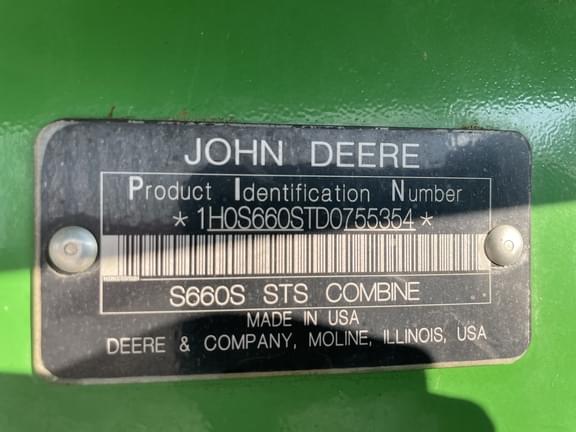 JOHN DEERE
Product Identification Number
*1H0S660STD0755354*
S660S STS COMBINE
MADE IN USA
DEERE & COMPANY, MOLINE, ILLINOIS, USA